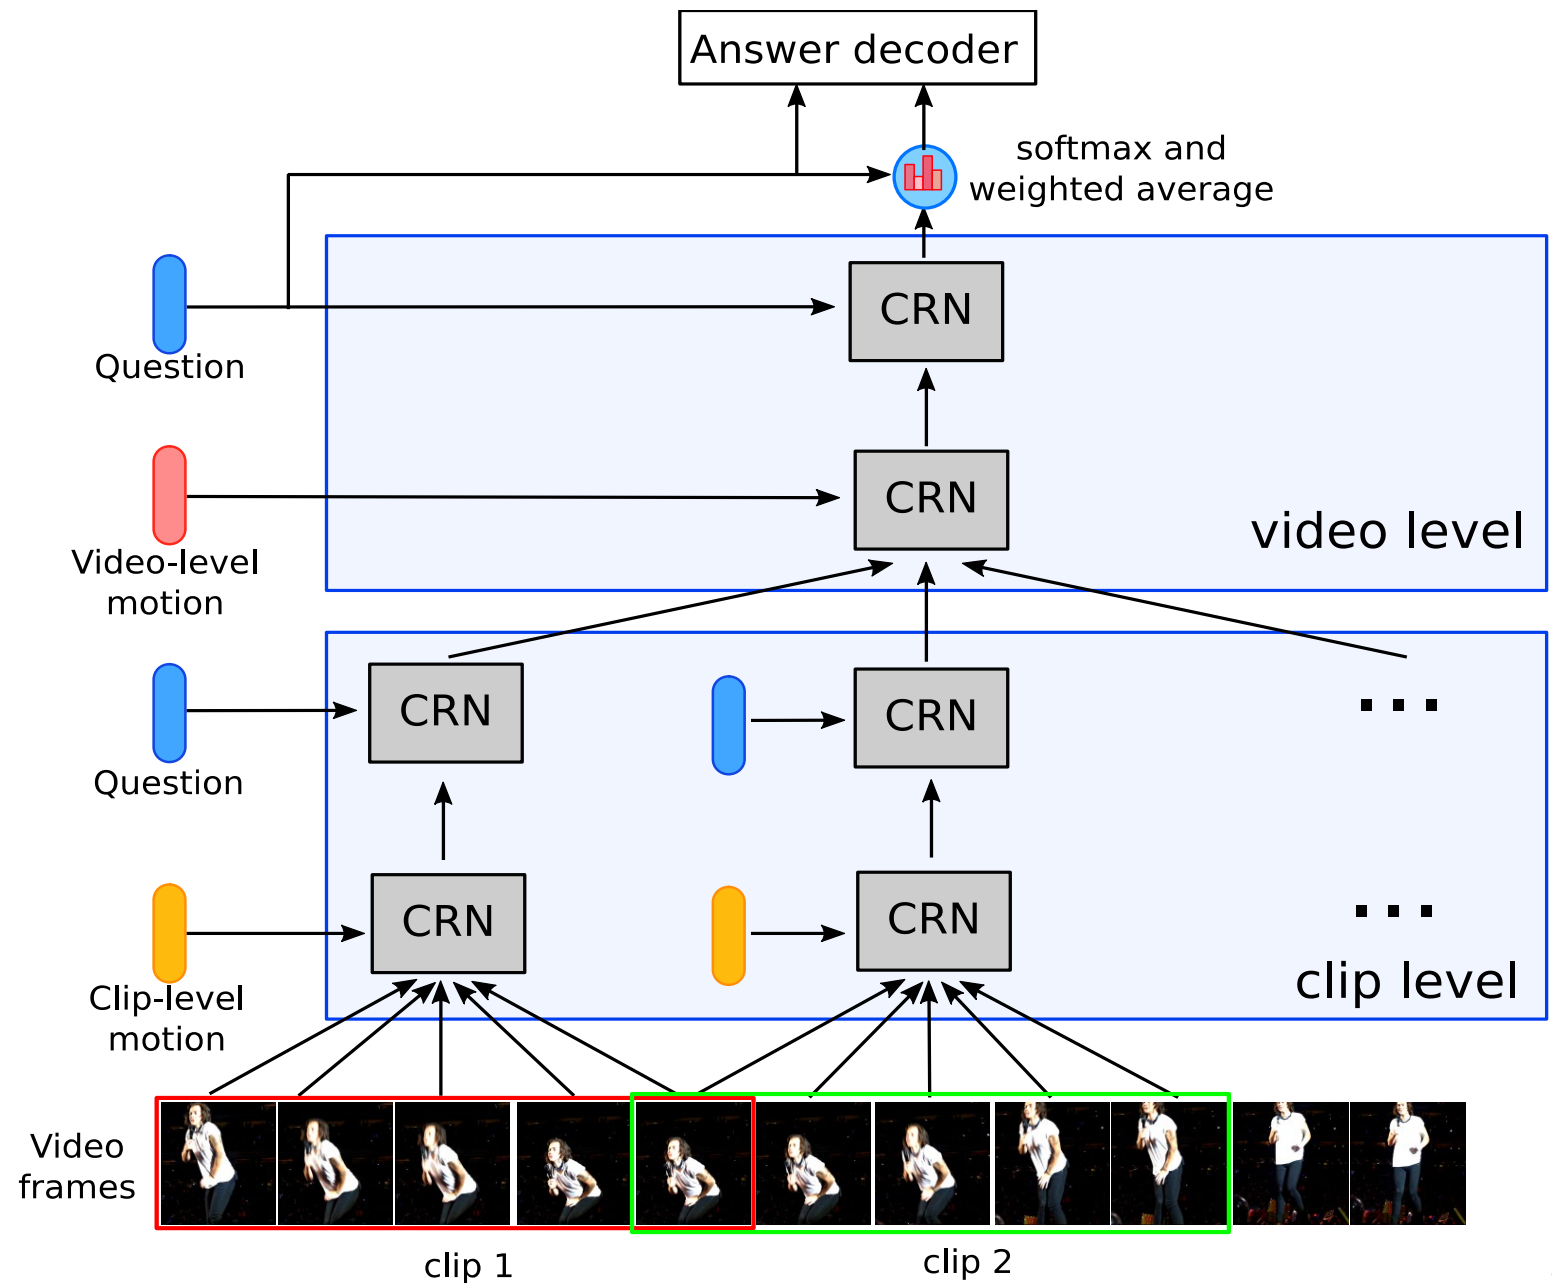 Answer decoder
softmax and
weighted average
CRN
Question
CRN
video level
Video-level
motion
CRN
CRN
Question
CRN
CRN
clip level
Clip-level
motion
Video
frames
clip 1
clip 2